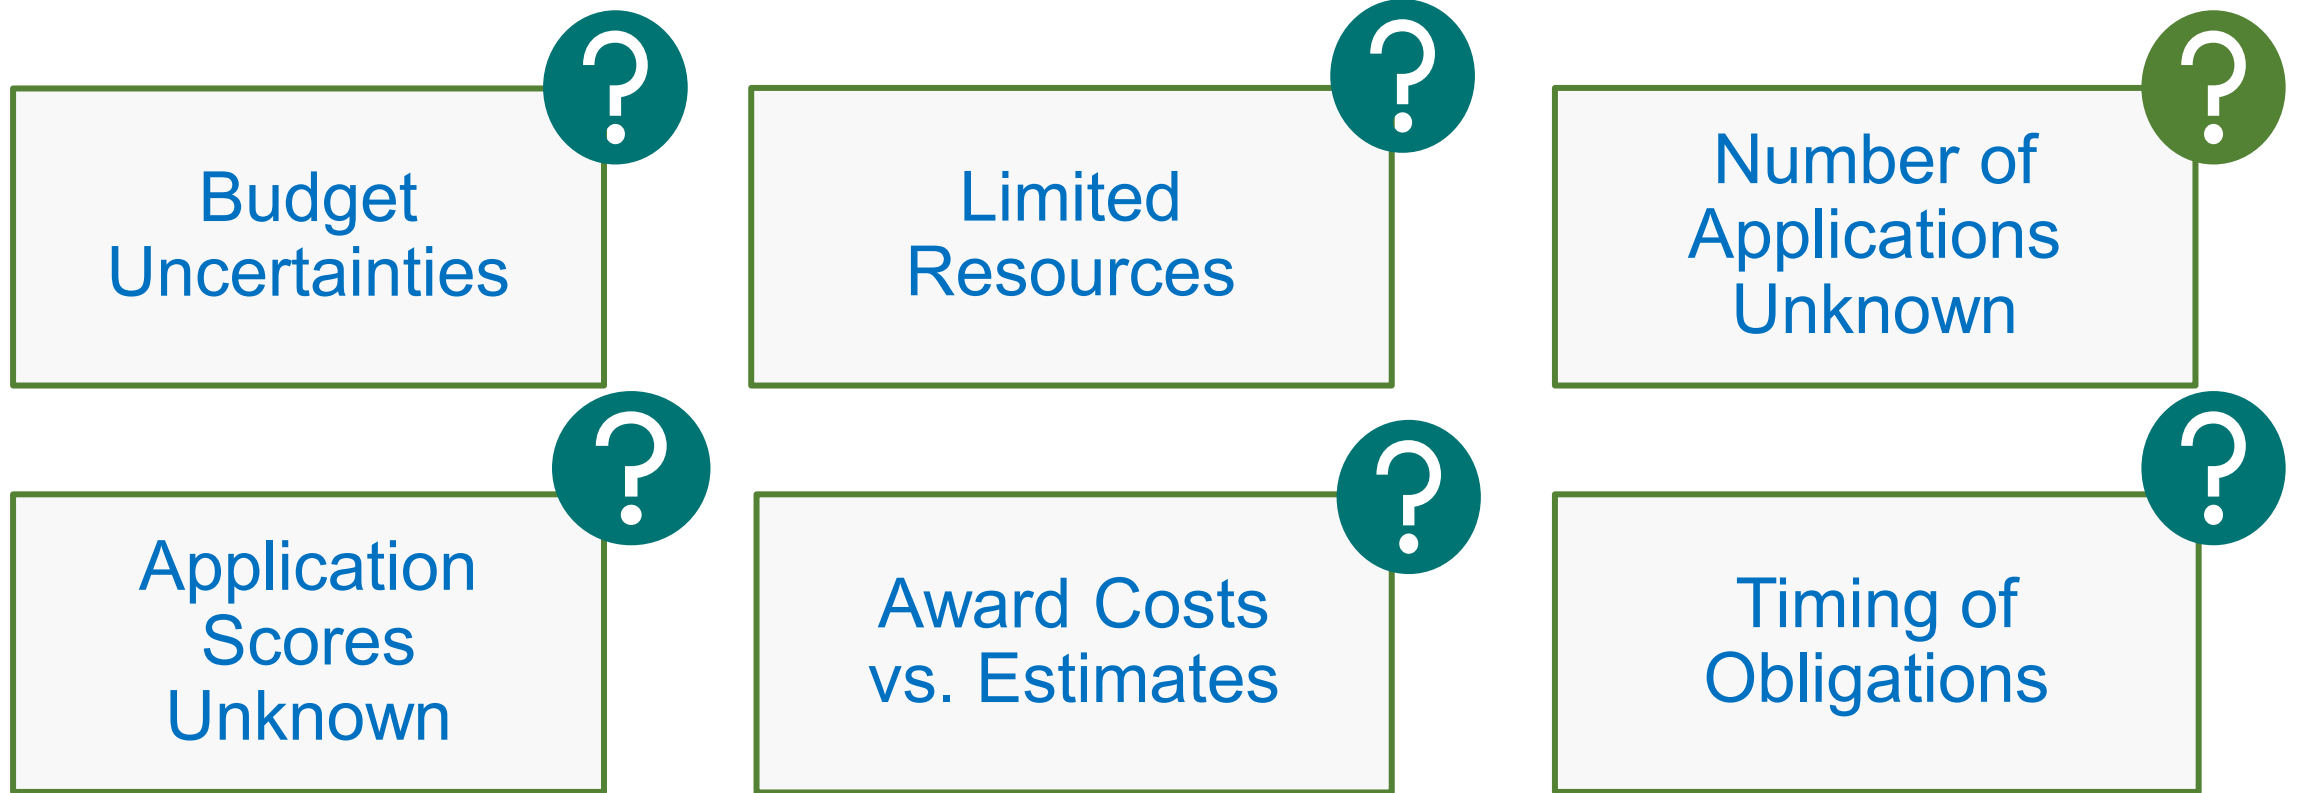 ?
Budget
Uncertainties
?
Limited
Resources
?
Number of
Applications
Unknown
?
Application
Scores
Unknown
?
Award Costs
vs. Estimates
?
Timing of
Obligations